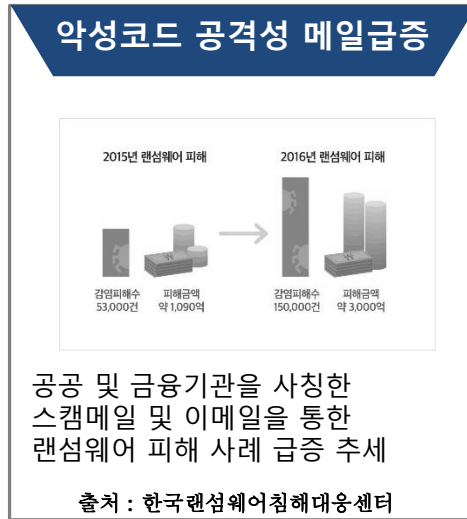 악성코드 공격성 메일급증
2015년 랜섬웨어 피해
2016년 랜섬웨어 피해
감염피해수
53,000건
피해금액
약 1,090억
감염피해수
150,000건
피해금액
약 3,000억
공공 및 금융기관을 사칭한
스캠메일 및 이메일을 통한
랜섬웨어 피해 사례 급증 추세
출처 : 한국랜섬웨어침해대응센터